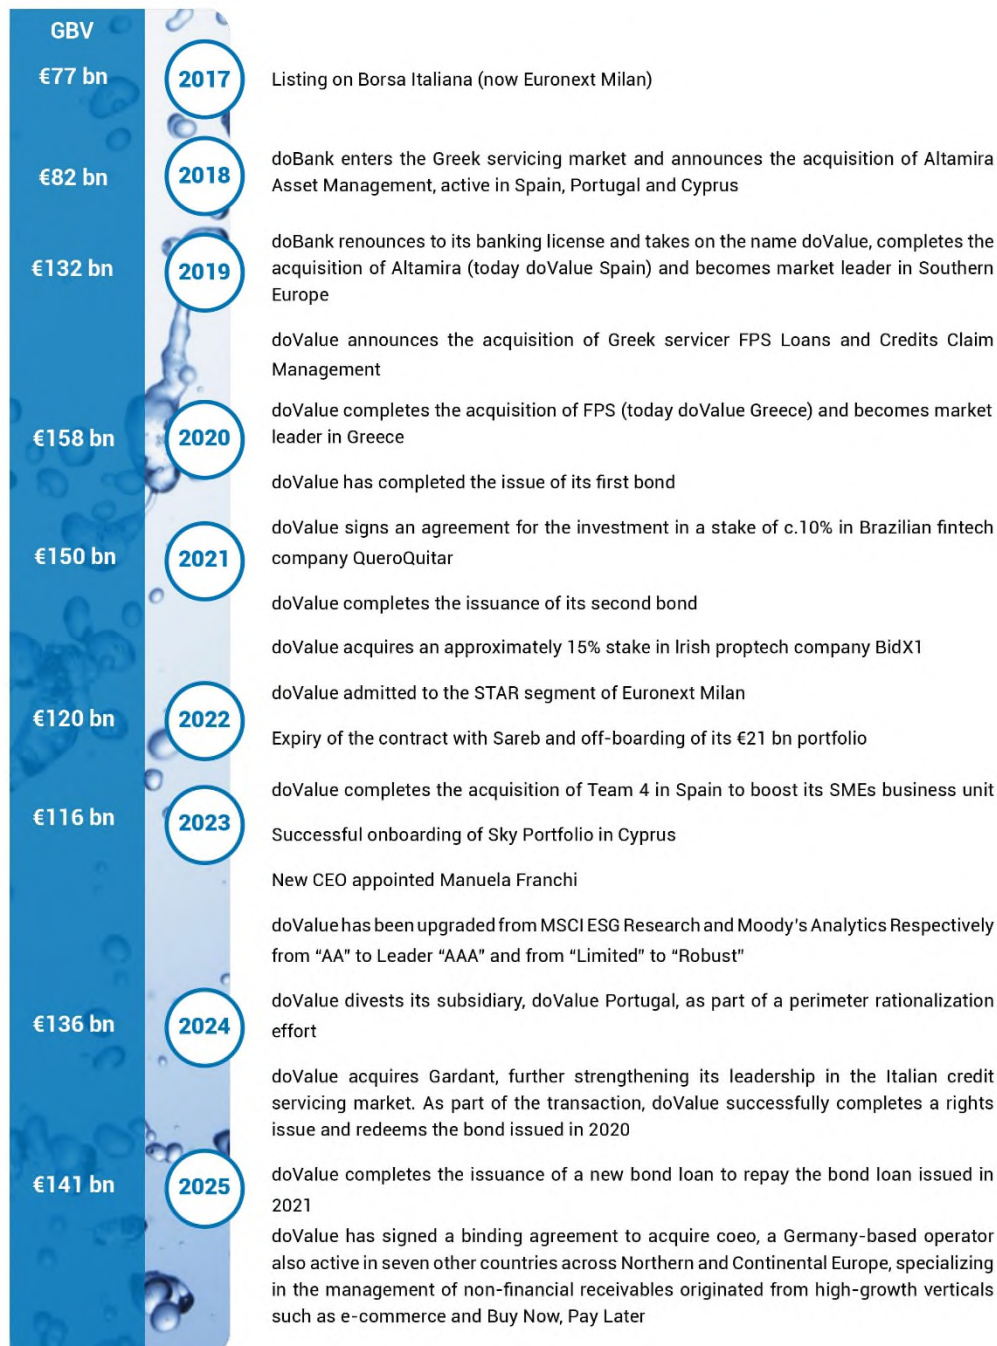 GBV
€77 bn
2017
Listing on Borsa Italiana (now Euronext Milan)
€82 bn
2018
doBank enters the Greek servicing market and announces the acquisition of Altamira
Asset Management, active in Spain, Portugal and Cyprus
€132 bn
2019
doBank renounces to its banking license and takes on the name doValue, completes the
acquisition of Altamira (today doValue Spain) and becomes market leader in Southern
Europe
doValue announces the acquisition of Greek servicer FPS Loans and Credits Claim
Management
€158 bn
2020
doValue completes the acquisition of FPS (today doValue Greece) and becomes market
leader in Greece
doValue has completed the issue of its first bond
€150 bn
2021
doValue signs an agreement for the investment in a stake of c.10% in Brazilian fintech
company QueroQuitar
doValue completes the issuance of its second bond
doValue acquires an approximately 15% stake in Irish proptech company BidX1
€120 bn
2022
doValue admitted to the STAR segment of Euronext Milan
Expiry of the contract with Sareb and off-boarding of its €21 bn portfolio
€116 bn
2023
doValue completes the acquisition of Team 4 in Spain to boost its SMEs business unit
Successful onboarding of Sky Portfolio in Cyprus
New CEO appointed Manuela Franchi
doValue has been upgraded from MSCI ESG Research and Moody's Analytics Respectively
from “AA” to Leader “AAA” and from “Limited” to “Robust”
€136 bn
2024
doValue divests its subsidiary, doValue Portugal, as part of a perimeter rationalization
effort
doValue acquires Gardant, further strengthening its leadership in the Italian credit
servicing market. As part of the transaction, doValue successfully completes a rights
issue and redeems the bond issued in 2020
€141 bn
2025
doValue completes the issuance of a new bond loan to repay the bond loan issued in
2021
doValue has signed a binding agreement to acquire coeo, a Germany-based operator
also active in seven other countries across Northern and Continental Europe, specializing
in the management of non-financial receivables originated from high-growth verticals
such as e-commerce and Buy Now, Pay Later